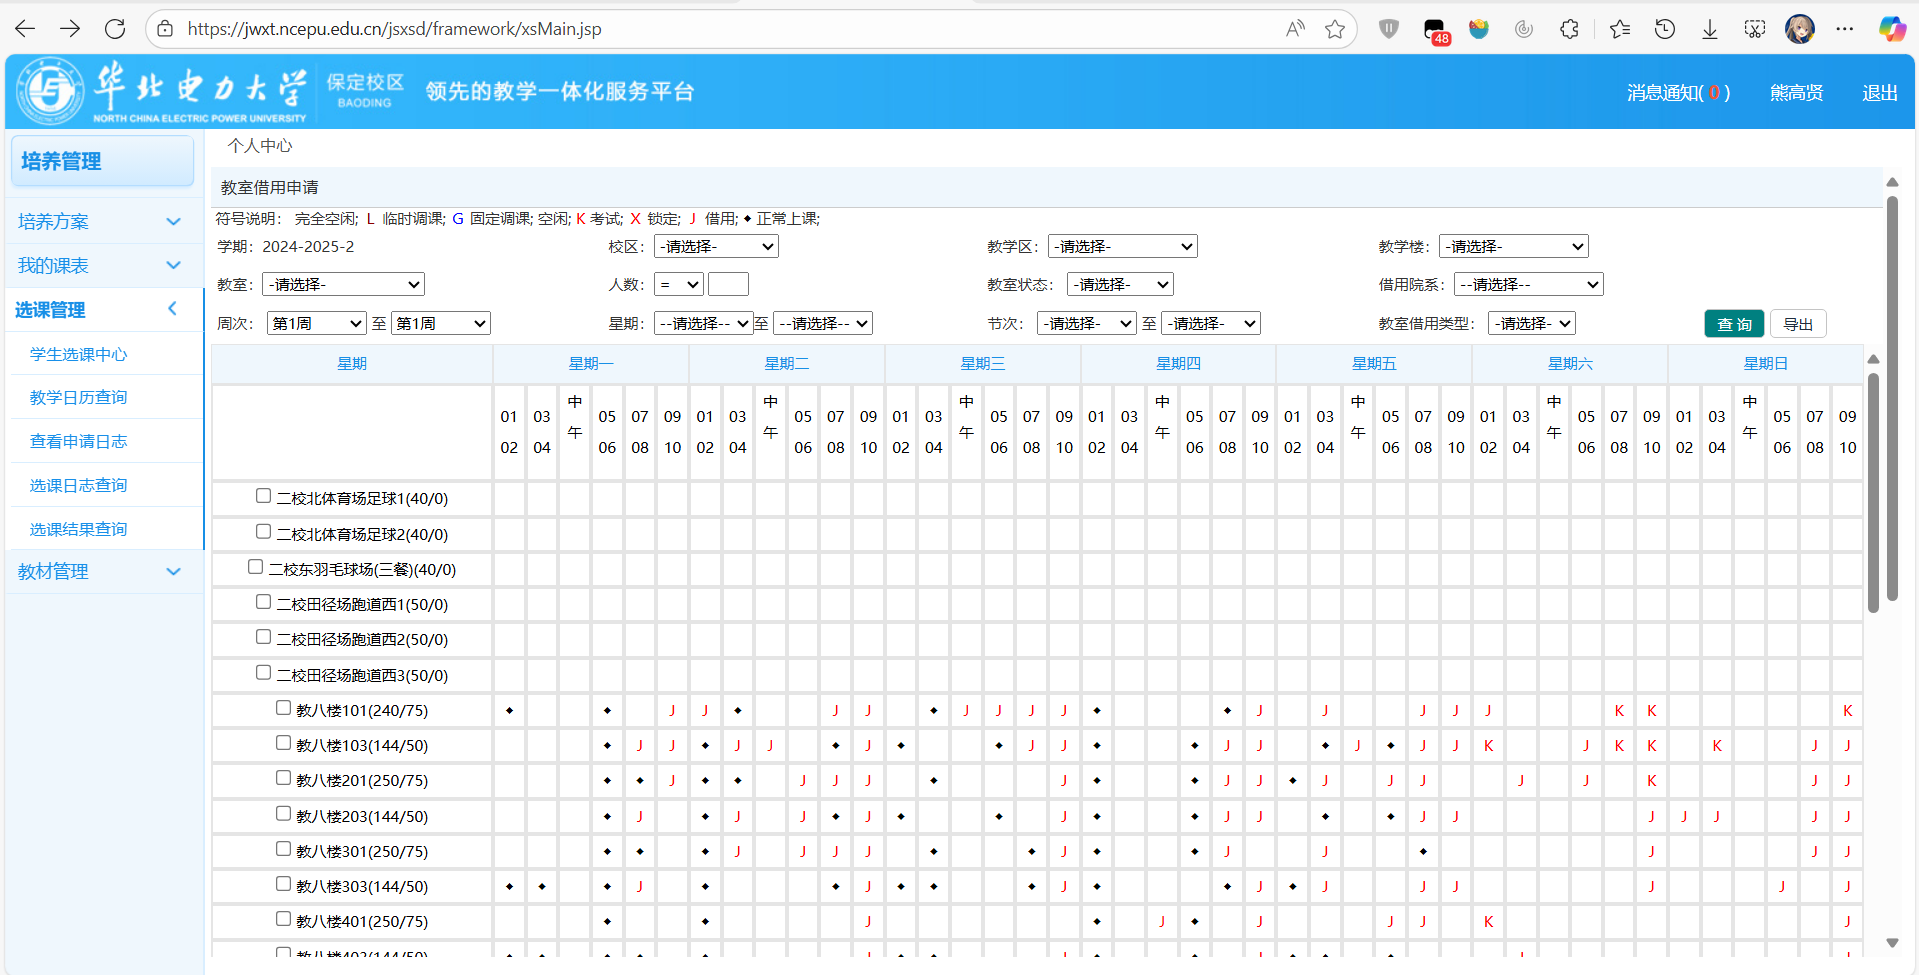 https://jwxt.ncepu.edu.cn/jsxsd/framework/xsMain.jsp
48
华北电力大学 保定校区 领先的教学一体化服务平台 消息通知( 0 ) 熊高贤 退出
BAODING
NORTH CHINA ELECTRIC POWER UNIVERSITY
培养管理
培养方案
我的课表
选课管理
学生选课中心
教学日历查询
查看申请日志
选课日志查询
选课结果查询
教材管理
个人中心
教室借用申请
符号说明： 完全空闲; L 临时调课; G 固定调课; 空闲; K 考试; X 锁定; J 借用; ◆ 正常上课;
学期：2024-2025-2 校区：-请选择- 教学区：-请选择- 教学楼：-请选择-
教室：-请选择- 人数：= 教室状态：-请选择- 借用院系：--请选择--
周次：第1周 至 第1周 星期：--请选择-- 至 --请选择-- 节次：-请选择- 至 -请选择- 教室借用类型：-请选择- 查 询 导出
星期 星期一 星期二 星期三 星期四 星期五 星期六 星期日
01 03 中 05 07 09 01 03 中 05 07 09 01 03 中 05 07 09 01 03 中 05 07 09 01 03 中 05 07 09 01 03 中 05 07 09 01 03 中 05 07 09
02 04 午 06 08 10 02 04 午 06 08 10 02 04 午 06 08 10 02 04 午 06 08 10 02 04 午 06 08 10 02 04 午 06 08 10 02 04 午 06 08 10
二校北体育场足球1(40/0)
二校北体育场足球2(40/0)
二校东羽毛球场(三餐)(40/0)
二校田径场跑道西1(50/0)
二校田径场跑道西2(50/0)
二校田径场跑道西3(50/0)
教八楼101(240/75) ◆ ◆ J J ◆ J J ◆ J J J J ◆ ◆ J J J J J K K K
教八楼103(144/50) ◆ J J ◆ J J ◆ J ◆ ◆ J J ◆ ◆ J J ◆ J ◆ J J K J K K K J J
教八楼201(250/75) ◆ ◆ J ◆ ◆ J J J ◆ J ◆ ◆ J J ◆ J J J J J K J J
教八楼203(144/50) ◆ J ◆ J J ◆ J ◆ ◆ J ◆ ◆ J J ◆ ◆ J J J J J J J
教八楼301(250/75) ◆ ◆ ◆ J J J J ◆ ◆ J ◆ ◆ J J ◆ J J J
教八楼303(144/50) ◆ ◆ ◆ J ◆ ◆ J ◆ ◆ ◆ J ◆ ◆ J ◆ J J J J J J
教八楼401(250/75) ◆ ◆ J ◆ J ◆ J J J K J
教八楼403(144/50)